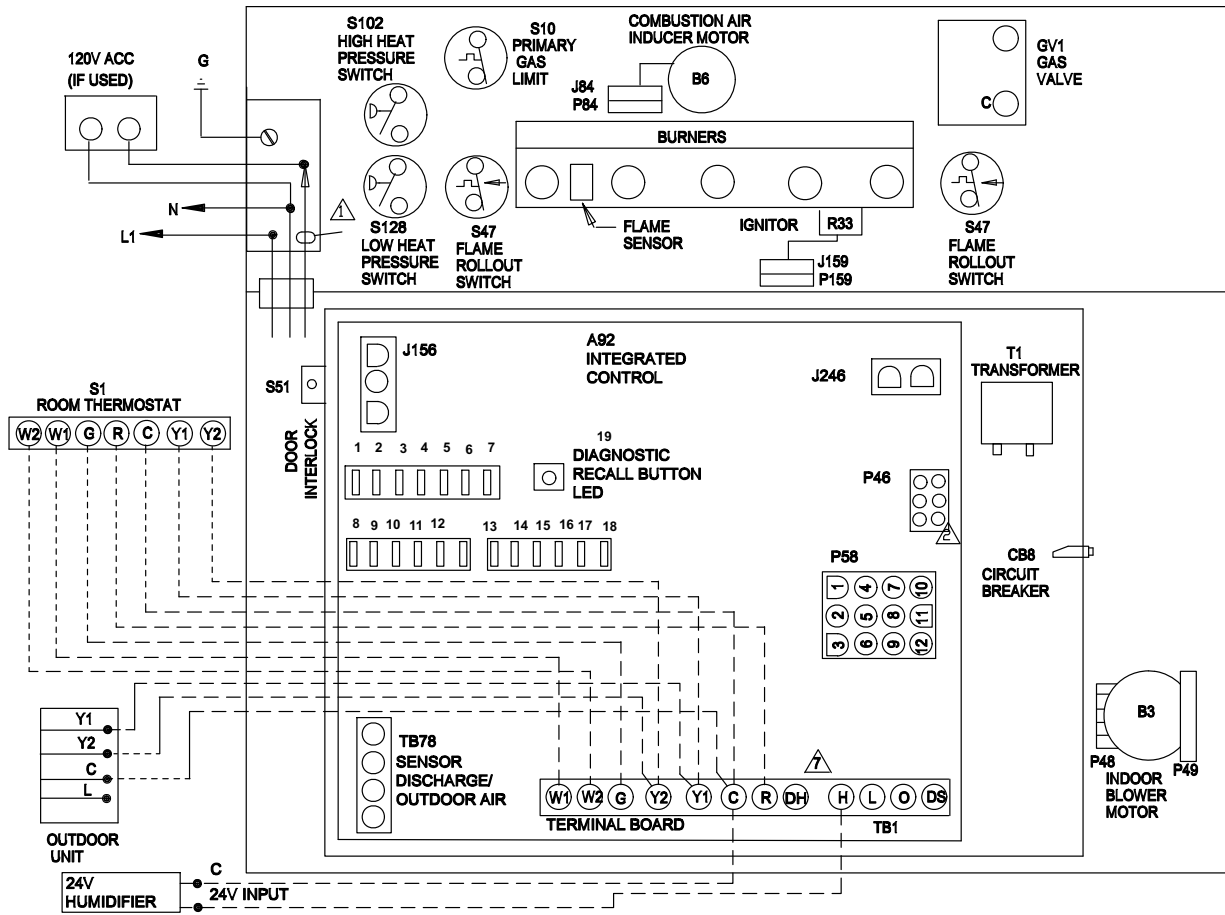 120V ACC
(IF USED)
G
N
L1
1
S102
HIGH HEAT
PRESSURE
SWITCH
S10
PRIMARY
GAS
LIMIT
COMBUSTION AIR
INDUCER MOTOR
J84
P84
B6
GV1
GAS
VALVE
C
BURNERS
S128
LOW HEAT
PRESSURE
SWITCH
S47
FLAME
ROLLOUT
SWITCH
FLAME
SENSOR
IGNITOR
R33
J159
P159
S47
FLAME
ROLLOUT
SWITCH
S1
ROOM THERMOSTAT
W2 W1 G R C Y1 Y2
S51
DOOR
INTERLOCK
J156
A92
INTEGRATED
CONTROL
J246
T1
TRANSFORMER
1 2 3 4 5 6 7
19
DIAGNOSTIC
RECALL BUTTON
LED
8 9 10 11 12
13 14 15 16 17 18
P46
2
P58
1 4 7 10
2 5 8 11
3 6 9 12
CB8
CIRCUIT
BREAKER
B3
P48
P49
INDOOR
BLOWER
MOTOR
Y1
Y2
C
L
OUTDOOR
UNIT
TB78
SENSOR
DISCHARGE/
OUTDOOR AIR
7
W1 W2 G Y2 Y1 C R DH H L O DS
TERMINAL BOARD
TB1
C
24V INPUT
24V
HUMIDIFIER